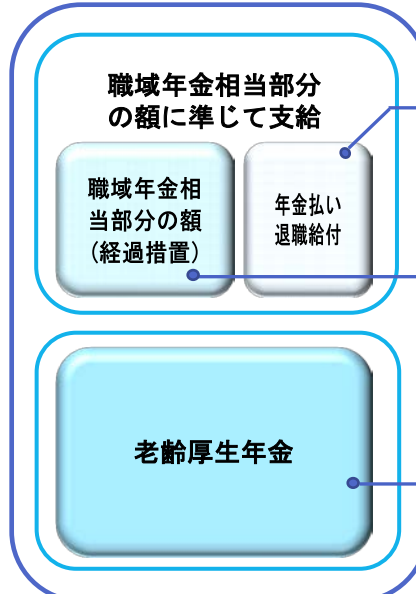 職域年金相当部分
の額に準じて支給
職域年金相
当部分の額
(経過措置)
年金払い
退職給付
老齢厚生年金